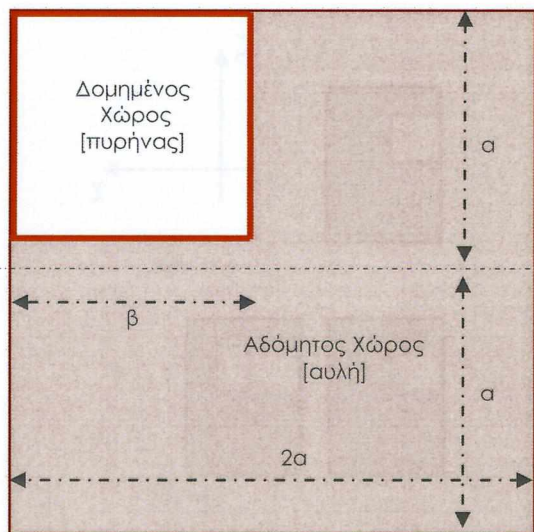 Δομημένος
Χώρος
[πυρήνας]
α
β
Αδόμητος Χώρος
[αυλή]
α
2α